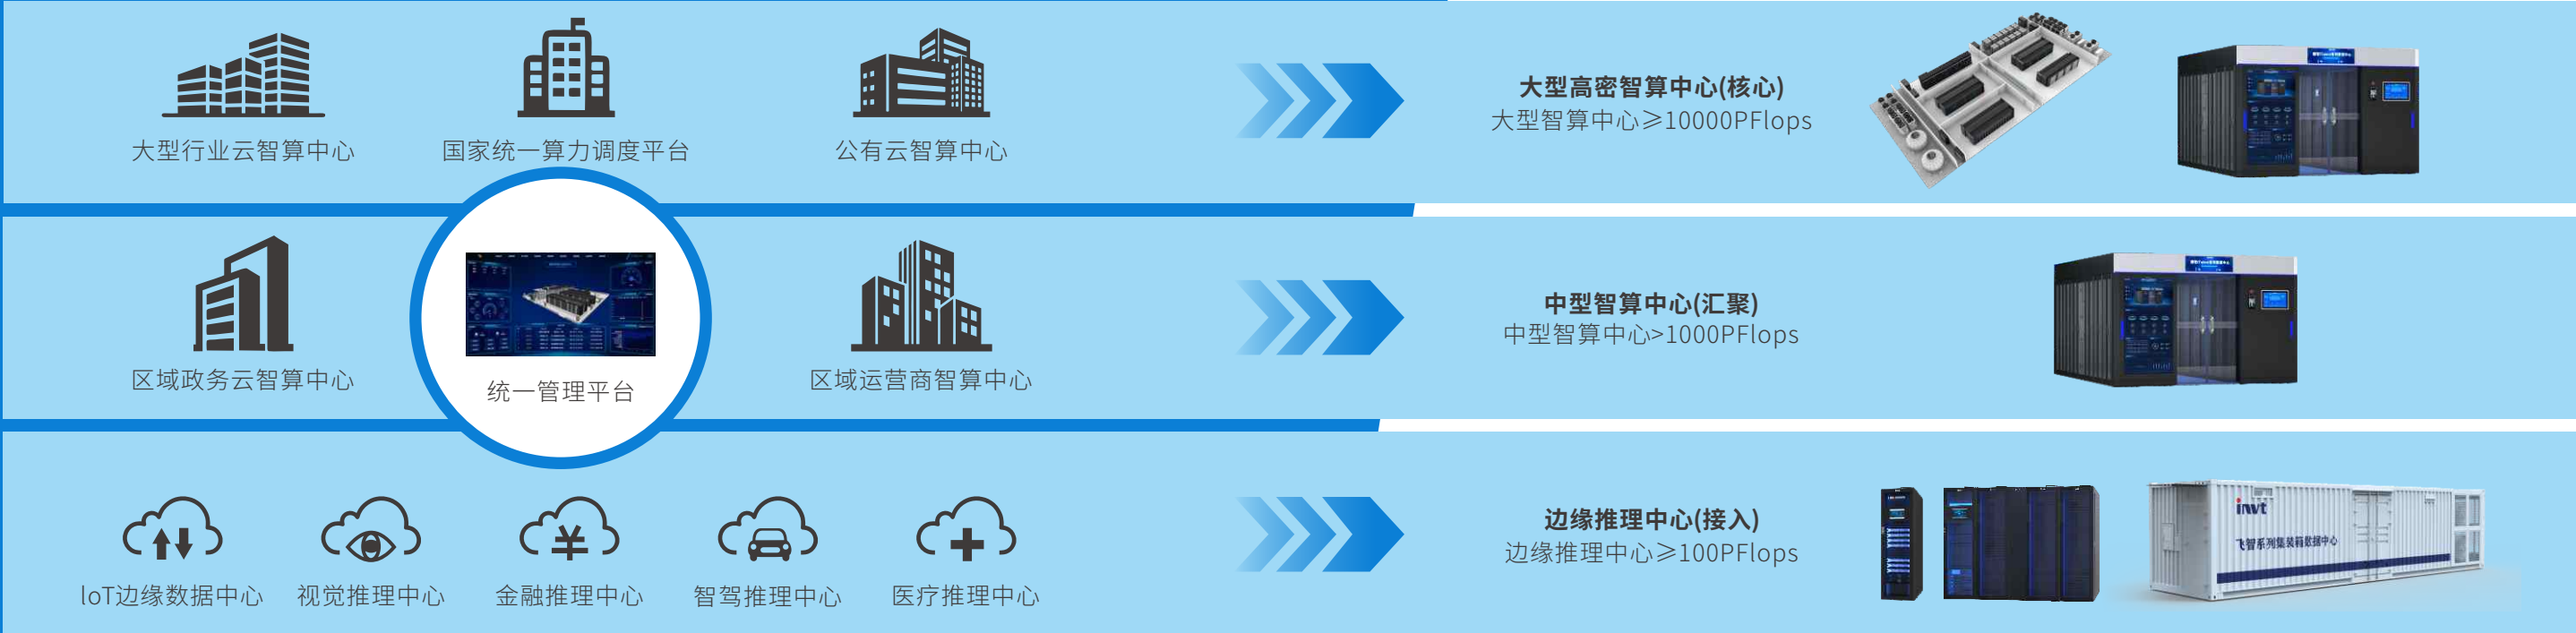 大型行业云智算中心
国家统一算力调度平台
公有云智算中心
大型高密智算中心(核心)
大型智算中心≥10000PFlops
区域政务云智算中心
统一管理平台
区域运营商智算中心
中型智算中心(汇聚)
中型智算中心>1000PFlops
IoT边缘数据中心
视觉推理中心
金融推理中心
智驾推理中心
医疗推理中心
边缘推理中心(接入)
边缘推理中心≥100PFlops
invt
飞智系列集装箱数据中心